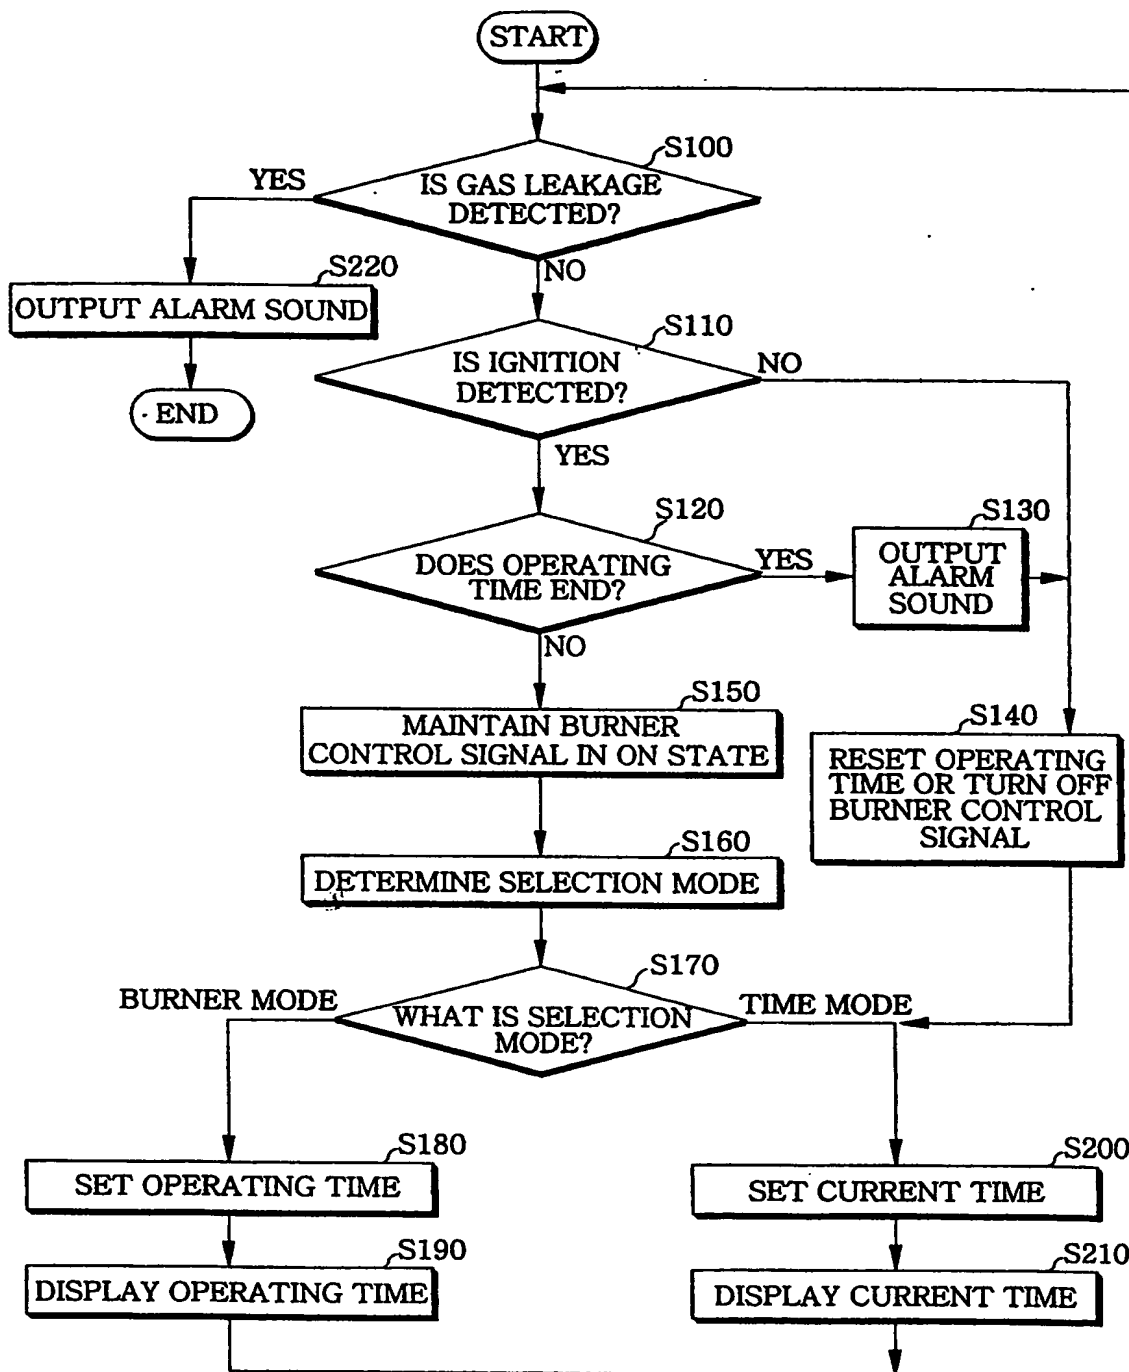 START
S100
YES
IS GAS LEAKAGE
DETECTED?
S220
NO
OUTPUT ALARM SOUND
S110
NO
IS IGNITION
DETECTED?
END
YES
S120
S130
YES
OUTPUT
ALARM
SOUND
DOES OPERATING
TIME END?
NO
S150
MAINTAIN BURNER
CONTROL SIGNAL IN ON STATE
S140
RESET OPERATING
TIME OR TURN OFF
BURNER CONTROL
SIGNAL
S160
DETERMINE SELECTION MODE
S170
BURNER MODE
TIME MODE
WHAT IS SELECTION
MODE?
S180
SET OPERATING TIME
S200
SET CURRENT TIME
S190
DISPLAY OPERATING TIME
S210
DISPLAY CURRENT TIME